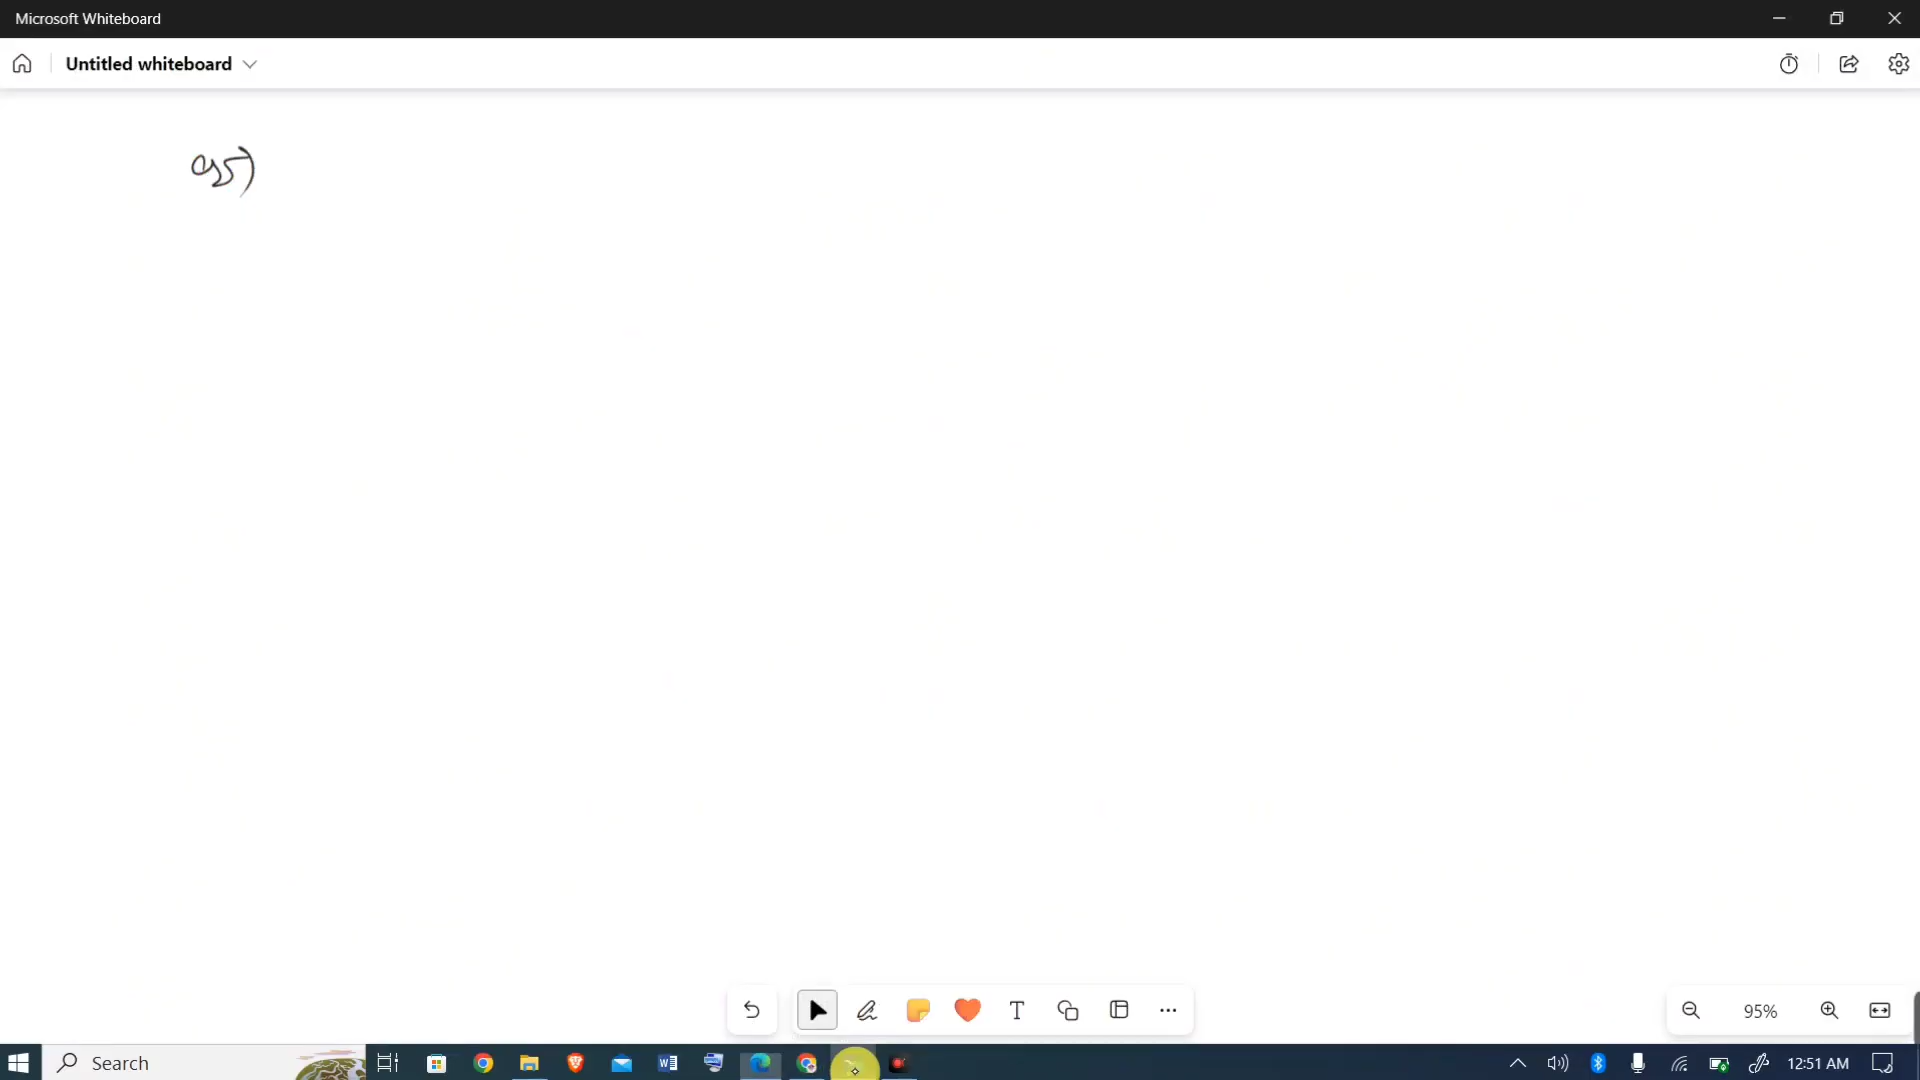 Microsoft Whiteboard
Untitled whiteboard
T
95%
Search
12:51 AM